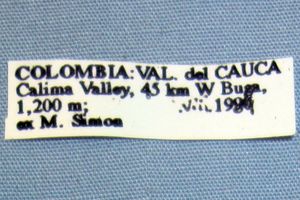 COLOMBIA: VAL. del CAUCA
Calima Valley, 45 km W Buga,
1,200 m;
ex M. Simon